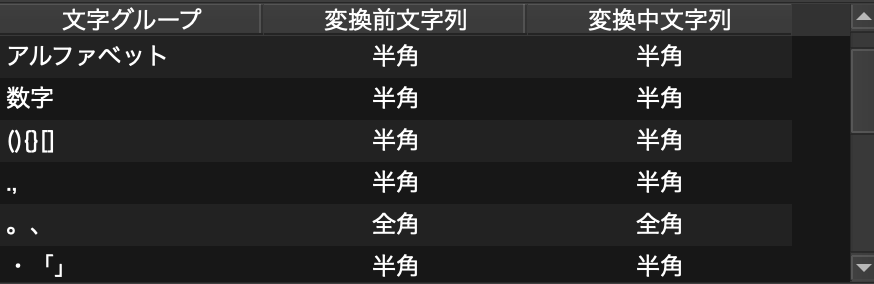 文字グループ 変換前文字列 変換中文字列
アルファベット 半角 半角
数字 半角 半角
(){}[] 半角 半角
., 半角 半角
。、 全角 全角
・「」 半角 半角